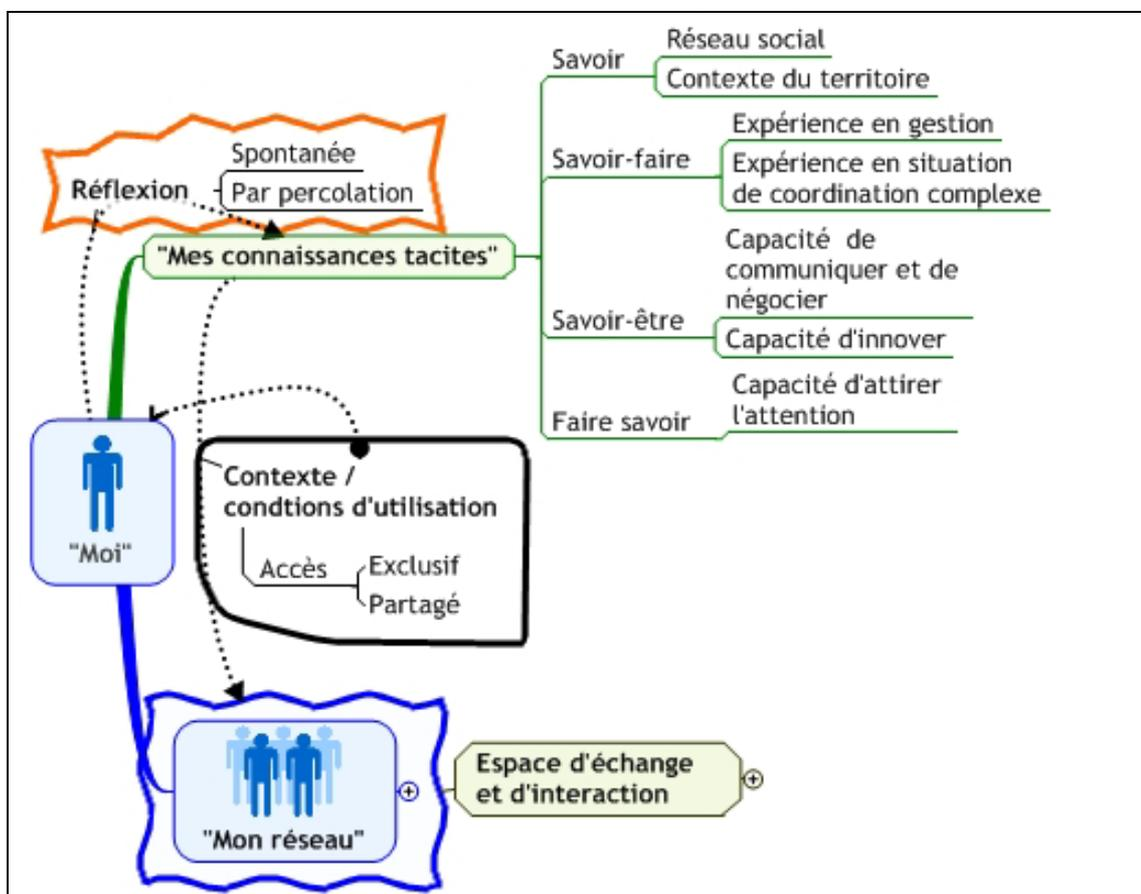 Savoir
Réseau social
Contexte du territoire
Savoir-faire
Expérience en gestion
Expérience en situation
de coordination complexe
Savoir-être
Capacité de
communiquer et de
négocier
Capacité d'innover
Faire savoir
Capacité d'attirer
l'attention
Réflexion
Spontanée
Par percolation
"Mes connaissances tacites"
"Moi"
Contexte /
condtions d'utilisation
Accès
Exclusif
Partagé
"Mon réseau"
Espace d'échange
et d'interaction